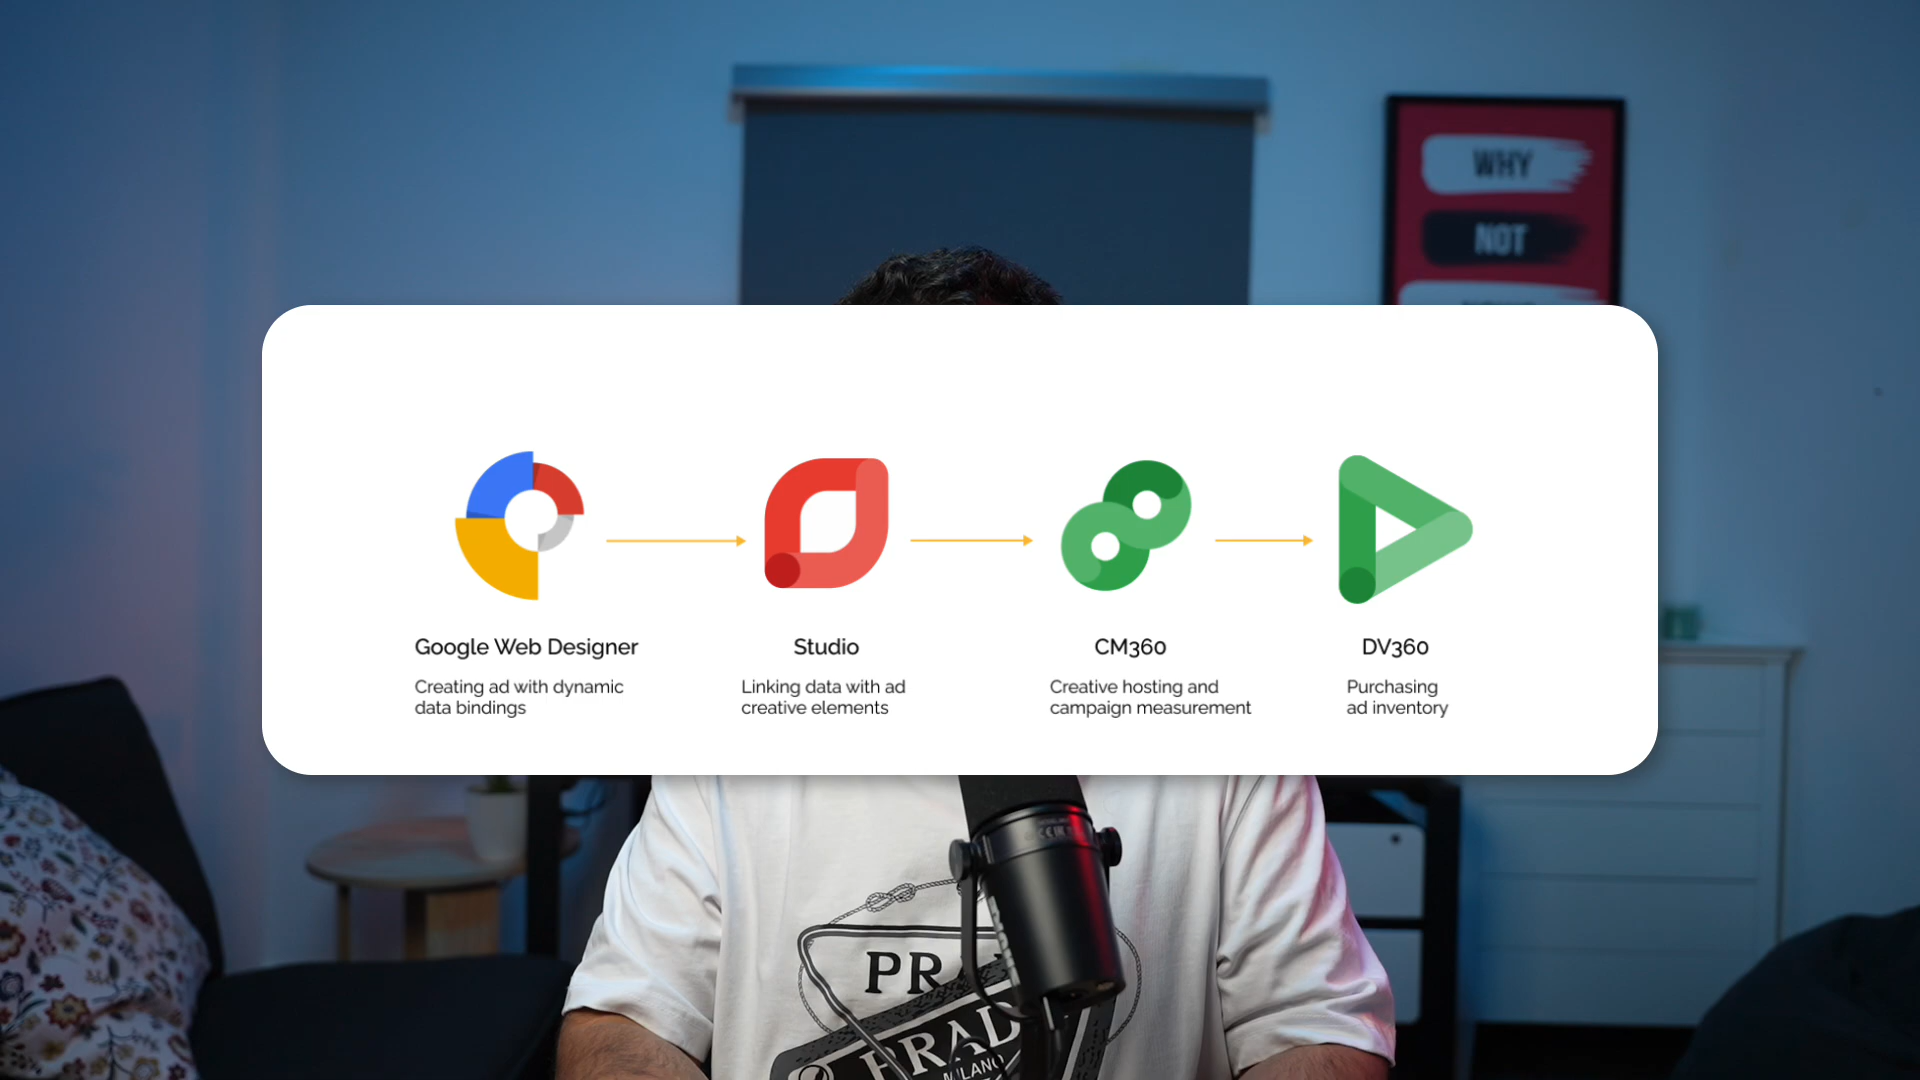 WHY
NOT
Google Web Designer
Creating ad with dynamic
data bindings
Studio
Linking data with ad
creative elements
CM360
Creative hosting and
campaign measurement
DV360
Purchasing
ad inventory
PRADA
MILANO